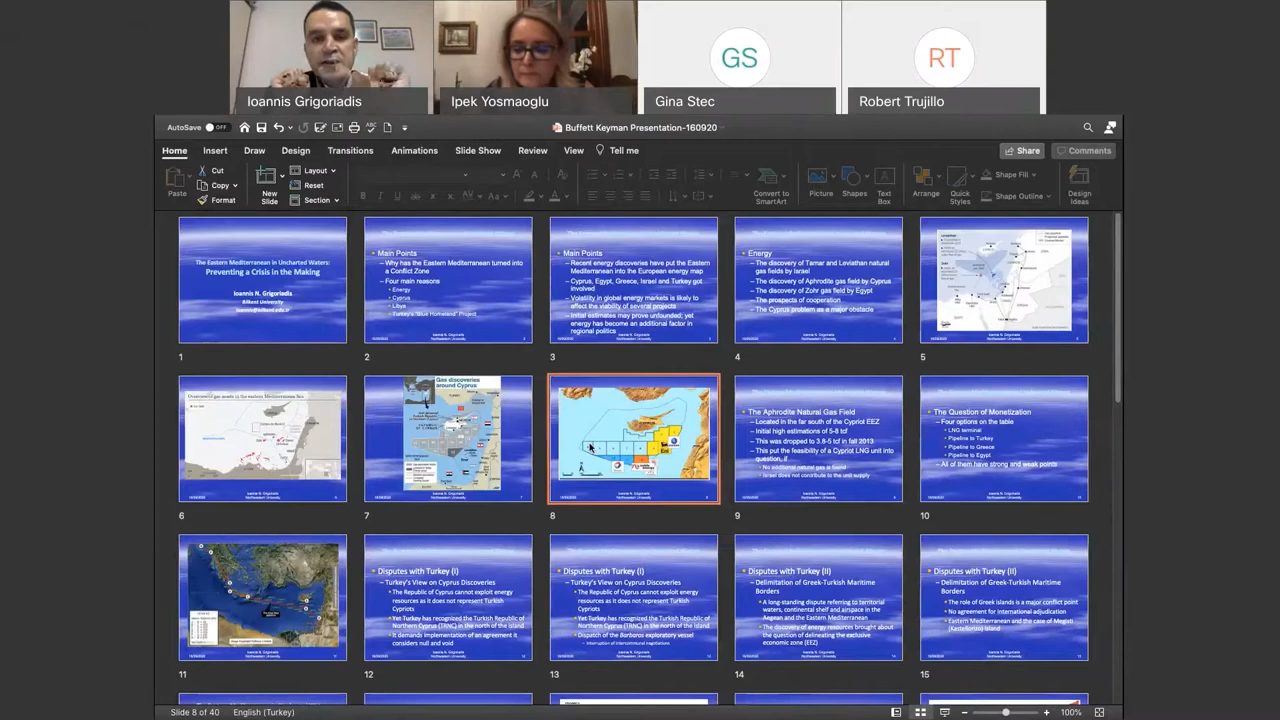 GS
RT
Ioannis Grigoriadis
Ipek Yosmaoglu
Gina Stec
Robert Trujillo
AutoSave OFF
Buffett Keyman Presentation-160920
Home Insert Draw Design Transitions Animations Slide Show Review View Tell me
Share Comments
Paste
Cut
Copy
Format
New
Slide
Layout
Reset
Section
Convert to
SmartArt
Picture
Shapes
Text
Box
Arrange
Quick
Styles
Shape Fill
Shape Outline
Design
Ideas
The Eastern Mediterranean in Uncharted Waters:
Preventing a Crisis in the Making
Ioannis N. Grigoriadis
Bilkent University
ioannis@bilkent.edu.tr
1
Main Points
– Why has the Eastern Mediterranean turned into
a Conflict Zone
– Four main reasons
Energy
Cyprus
Libya
Turkey's "Blue Homeland" Project
2
Main Points
– Recent energy discoveries have put the Eastern
Mediterranean into the European energy map
– Cyprus, Egypt, Greece, Israel and Turkey got
involved
– Volatility in global energy markets is likely to
affect the viability of several projects
– Initial estimates may prove unfounded; yet
energy has become an additional factor in
regional politics
3
Energy
– The discovery of Tamar and Leviathan natural
gas fields by Israel
– The discovery of Aphrodite gas field by Cyprus
– The discovery of Zohr gas field by Egypt
– The prospects of cooperation
– The Cyprus problem as a major obstacle
4
5
Overview of gas assets in the eastern Mediterranean Sea
6
Gas discoveries
around Cyprus
7
Eni
8
The Aphrodite Natural Gas Field
– Located in the far south of the Cypriot EEZ
– Initial high estimations of 5-8 tcf
– This was dropped to 3.8-5 tcf in fall 2013
– This put the feasibility of a Cypriot LNG unit into
question, if
No additional natural gas is found
Israel does not contribute to the unit supply
9
The Question of Monetization
– Four options on the table
LNG terminal
Pipeline to Turkey
Pipeline to Greece
Pipeline to Egypt
– All of them have strong and weak points
10
11
Disputes with Turkey (I)
– Turkey's View on Cyprus Discoveries
The Republic of Cyprus cannot exploit energy
resources as it does not represent Turkish
Cypriots
Yet Turkey has recognized the Turkish Republic of
Northern Cyprus (TRNC) in the north of the island
It demands implementation of an agreement it
considers null and void
12
Disputes with Turkey (I)
– Turkey's View on Cyprus Discoveries
The Republic of Cyprus cannot exploit energy
resources as it does not represent Turkish
Cypriots
Yet Turkey has recognized the Turkish Republic of
Northern Cyprus (TRNC) in the north of the island
Dispatch of the Barbaros exploratory vessel
– Interruption of intercommunal negotiations
13
Disputes with Turkey (II)
– Delimitation of Greek-Turkish Maritime
Borders
A long-standing dispute referring to territorial
waters, continental shelf and airspace in the
Aegean and the Eastern Mediterranean
The discovery of energy resources brought about
the question of delimitating the exclusive
economic zone (EEZ)
14
Disputes with Turkey (II)
– Delimitation of Greek-Turkish Maritime
Borders
The role of Greek islands is a major conflict point
No agreement for international adjudication
Eastern Mediterranean and the case of Megisti
(Kastellorizo) Island
15
Slide 8 of 40 English (Turkey)
100%